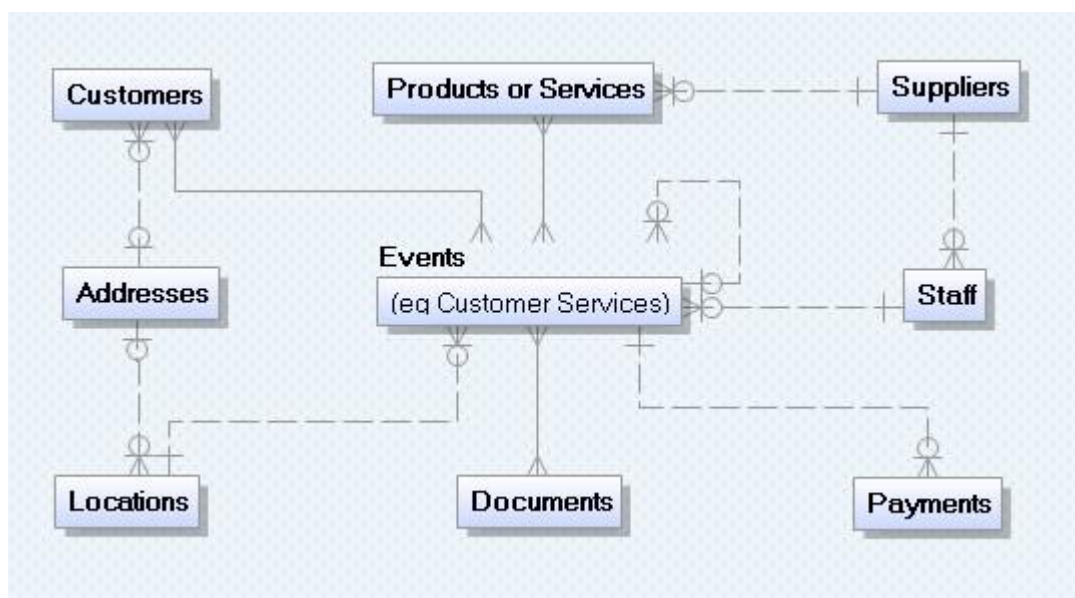 Customers
Products or Services
Suppliers
Events
Addresses
(eg Customer Services)
Staff
Locations
Documents
Payments